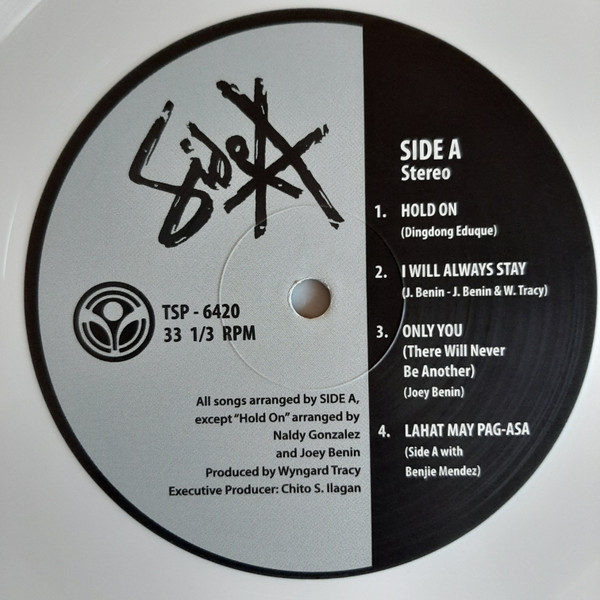 Side A
SIDE A
Stereo
1. HOLD ON
(Dingdong Eduque)
2. I WILL ALWAYS STAY
(J. Benin - J. Benin & W. Tracy)
3. ONLY YOU
(There Will Never
Be Another)
(Joey Benin)
4. LAHAT MAY PAG-ASA
(Side A with
Benjie Mendez)
TSP - 6420
33 1/3 RPM
All songs arranged by SIDE A,
except "Hold On" arranged by
Naldy Gonzalez
and Joey Benin
Produced by Wyngard Tracy
Executive Producer: Chito S. Ilagan